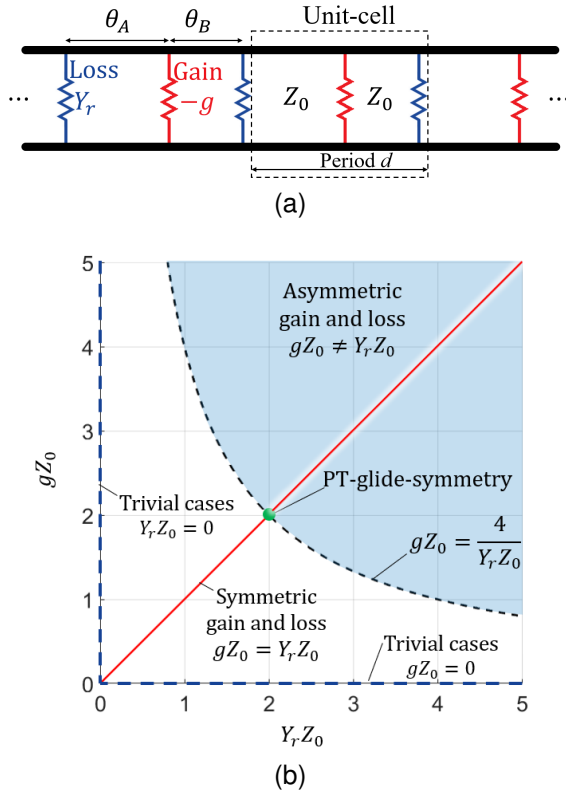 θ_A θ_B Unit-cell
Loss Gain
Y_r −g Z_0 Z_0
... ...
Period d
(a)
5
Asymmetric
gain and loss
gZ_0 ≠ Y_rZ_0
4
3
gZ_0
PT-glide-symmetry
Trivial cases
Y_rZ_0 = 0
2
gZ_0 = 4/(Y_rZ_0)
Symmetric
gain and loss
gZ_0 = Y_rZ_0
1
Trivial cases
gZ_0 = 0
0
0 1 2 3 4 5
Y_rZ_0
(b)